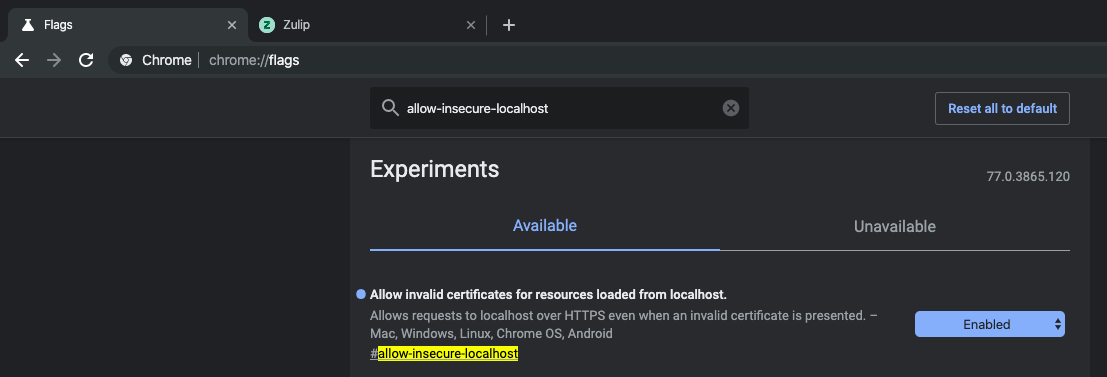 Flags
Zulip
Chrome chrome://flags
allow-insecure-localhost
Reset all to default
Experiments
77.0.3865.120
Available
Unavailable
Allow invalid certificates for resources loaded from localhost.
Allows requests to localhost over HTTPS even when an invalid certificate is presented. –
Mac, Windows, Linux, Chrome OS, Android
#allow-insecure-localhost
Enabled